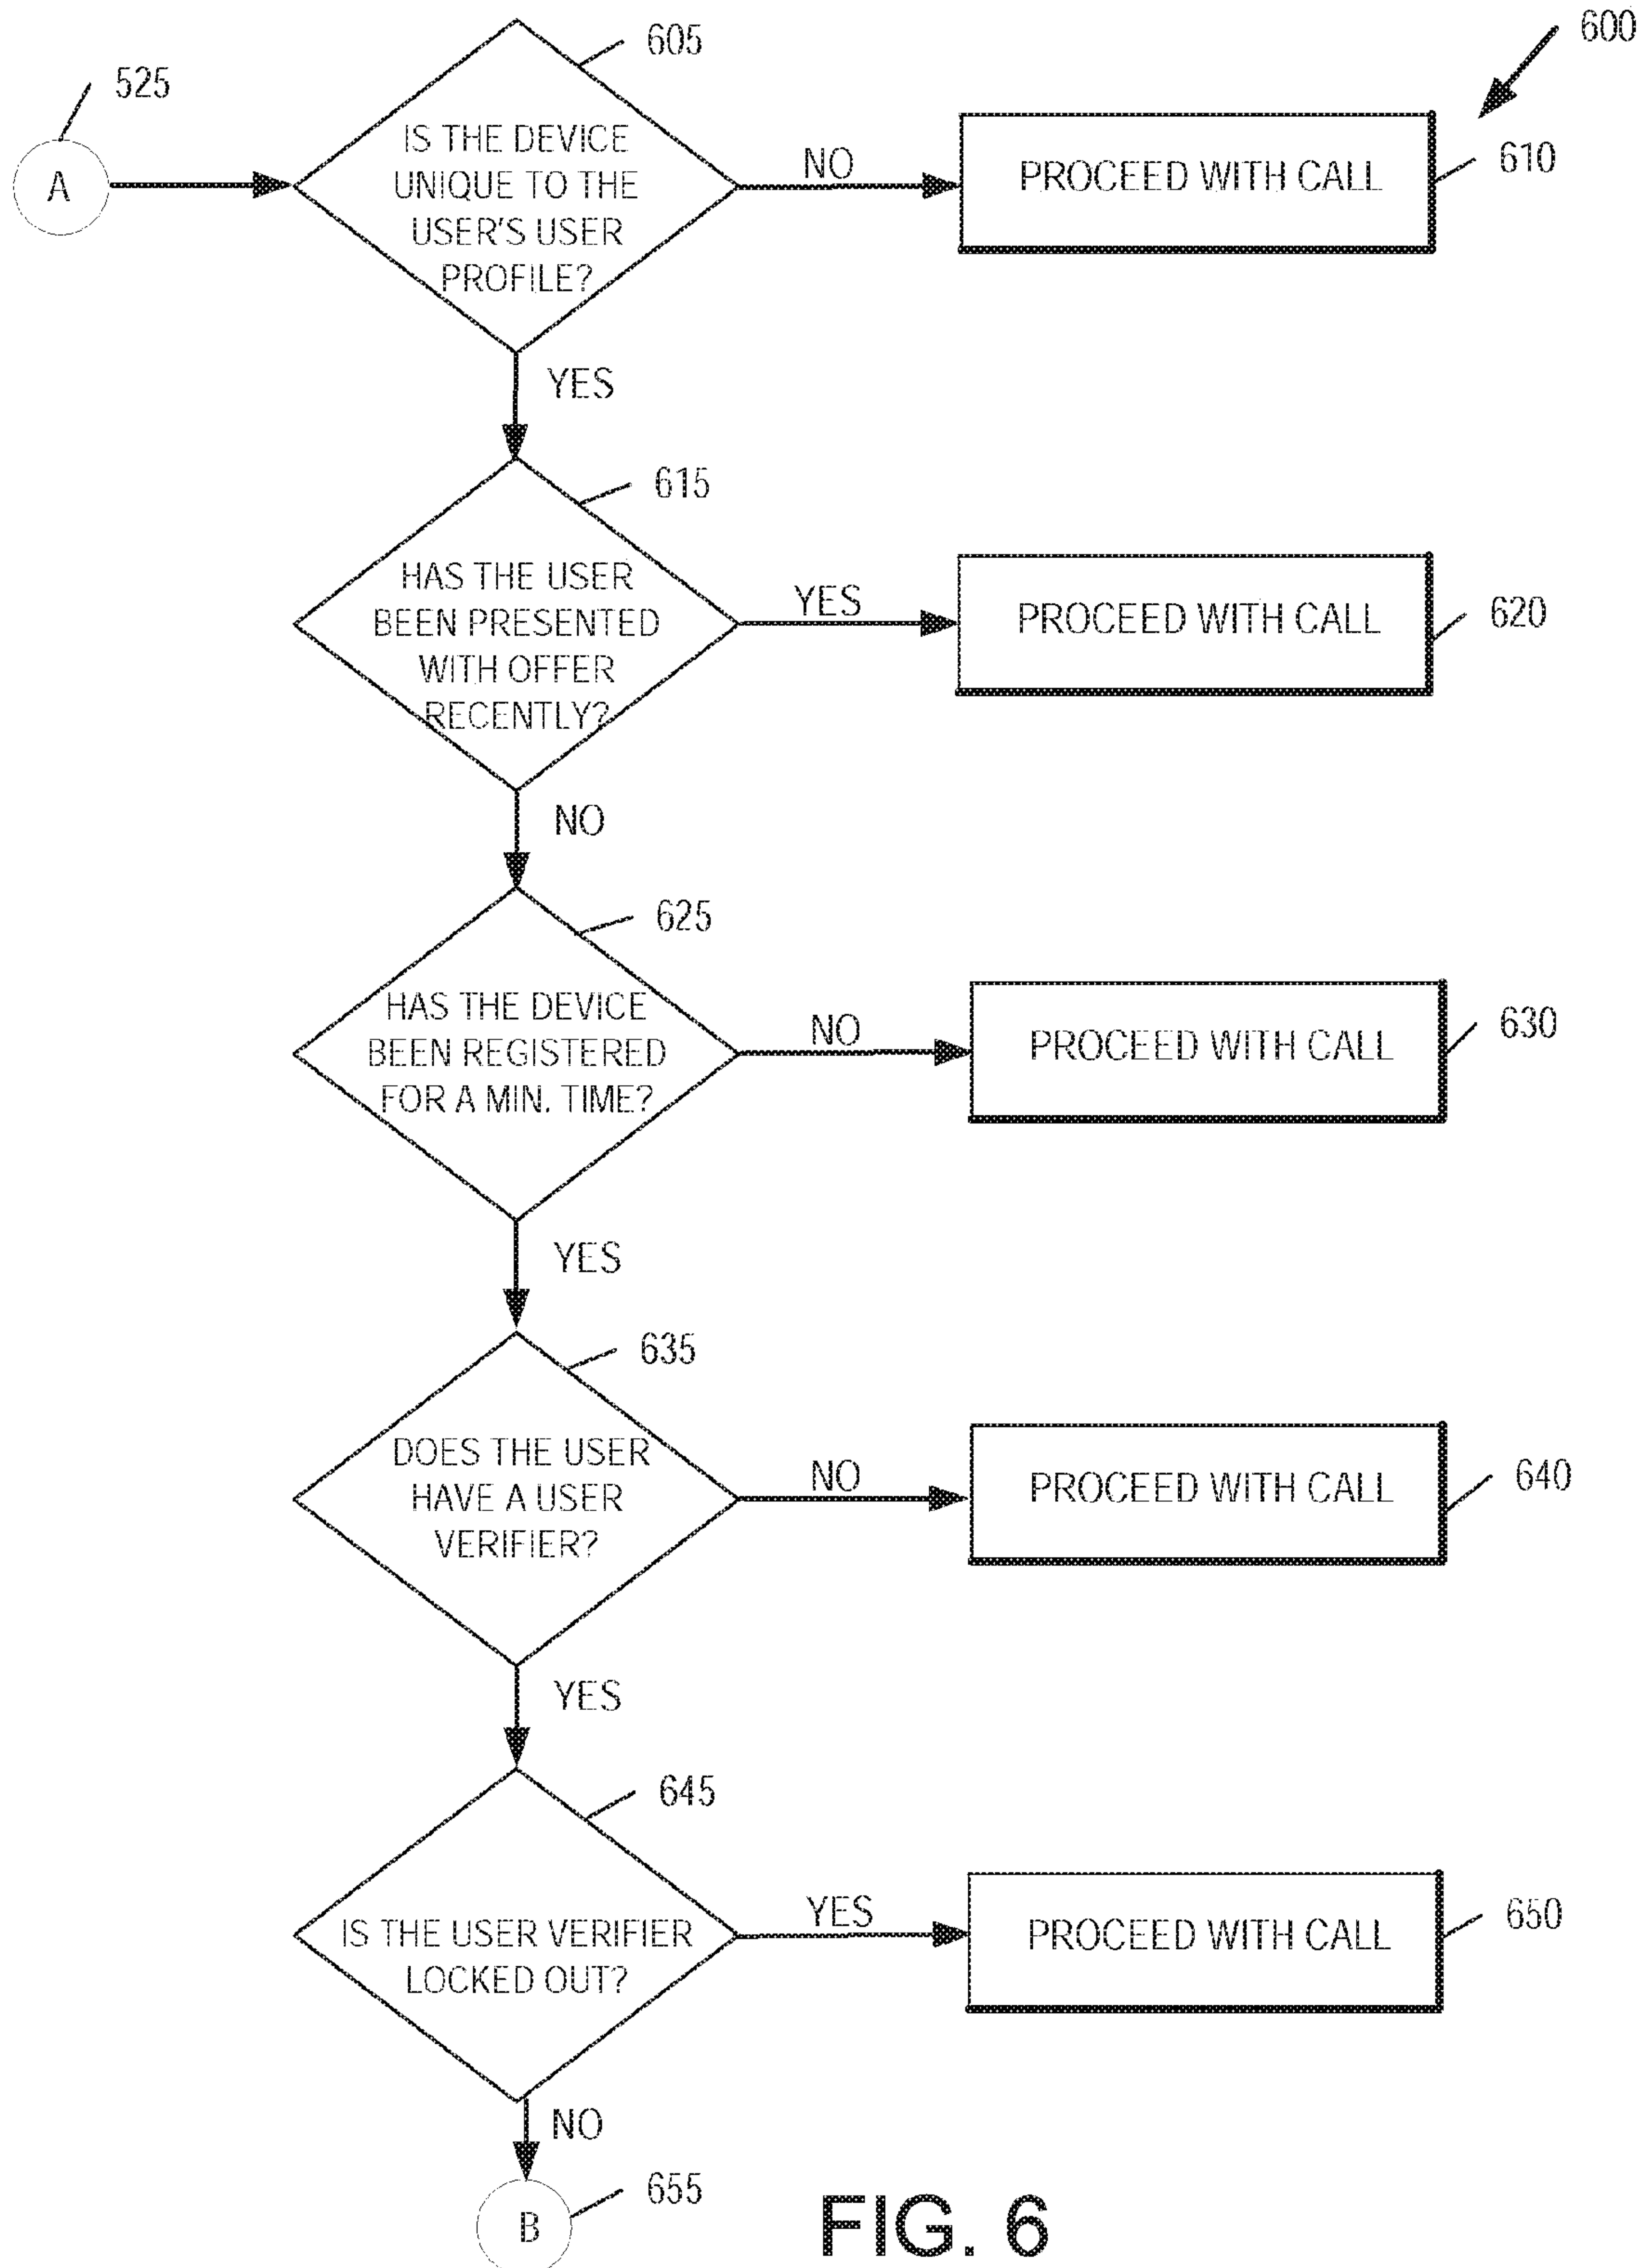 600
605
525
A
IS THE DEVICE
UNIQUE TO THE
USER'S USER
PROFILE?
NO
PROCEED WITH CALL
610
YES
615
HAS THE USER
BEEN PRESENTED
WITH OFFER
RECENTLY?
YES
PROCEED WITH CALL
620
NO
625
HAS THE DEVICE
BEEN REGISTERED
FOR A MIN. TIME?
NO
PROCEED WITH CALL
630
YES
635
DOES THE USER
HAVE A USER
VERIFIER?
NO
PROCEED WITH CALL
640
YES
645
IS THE USER VERIFIER
LOCKED OUT?
YES
PROCEED WITH CALL
650
NO
655
B
FIG. 6